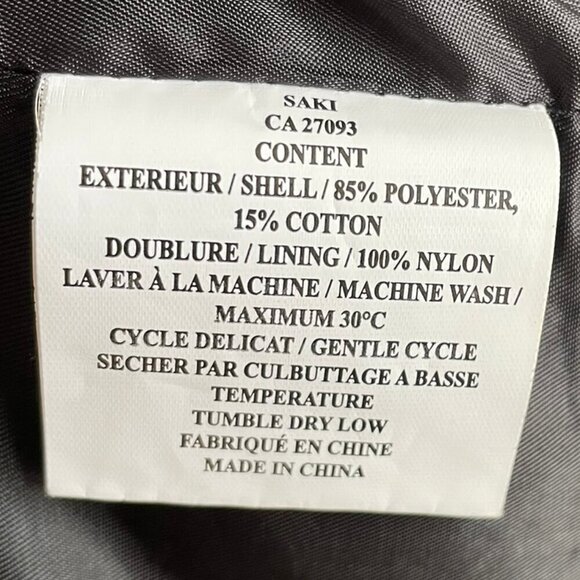 SAKI
CA 27093
CONTENT
EXTERIEUR / SHELL / 85% POLYESTER,
15% COTTON
DOUBLURE / LINING / 100% NYLON
LAVER À LA MACHINE / MACHINE WASH /
MAXIMUM 30°C
CYCLE DELICAT / GENTLE CYCLE
SECHER PAR CULBUTTAGE A BASSE
TEMPERATURE
TUMBLE DRY LOW
FABRIQUÉ EN CHINE
MADE IN CHINA